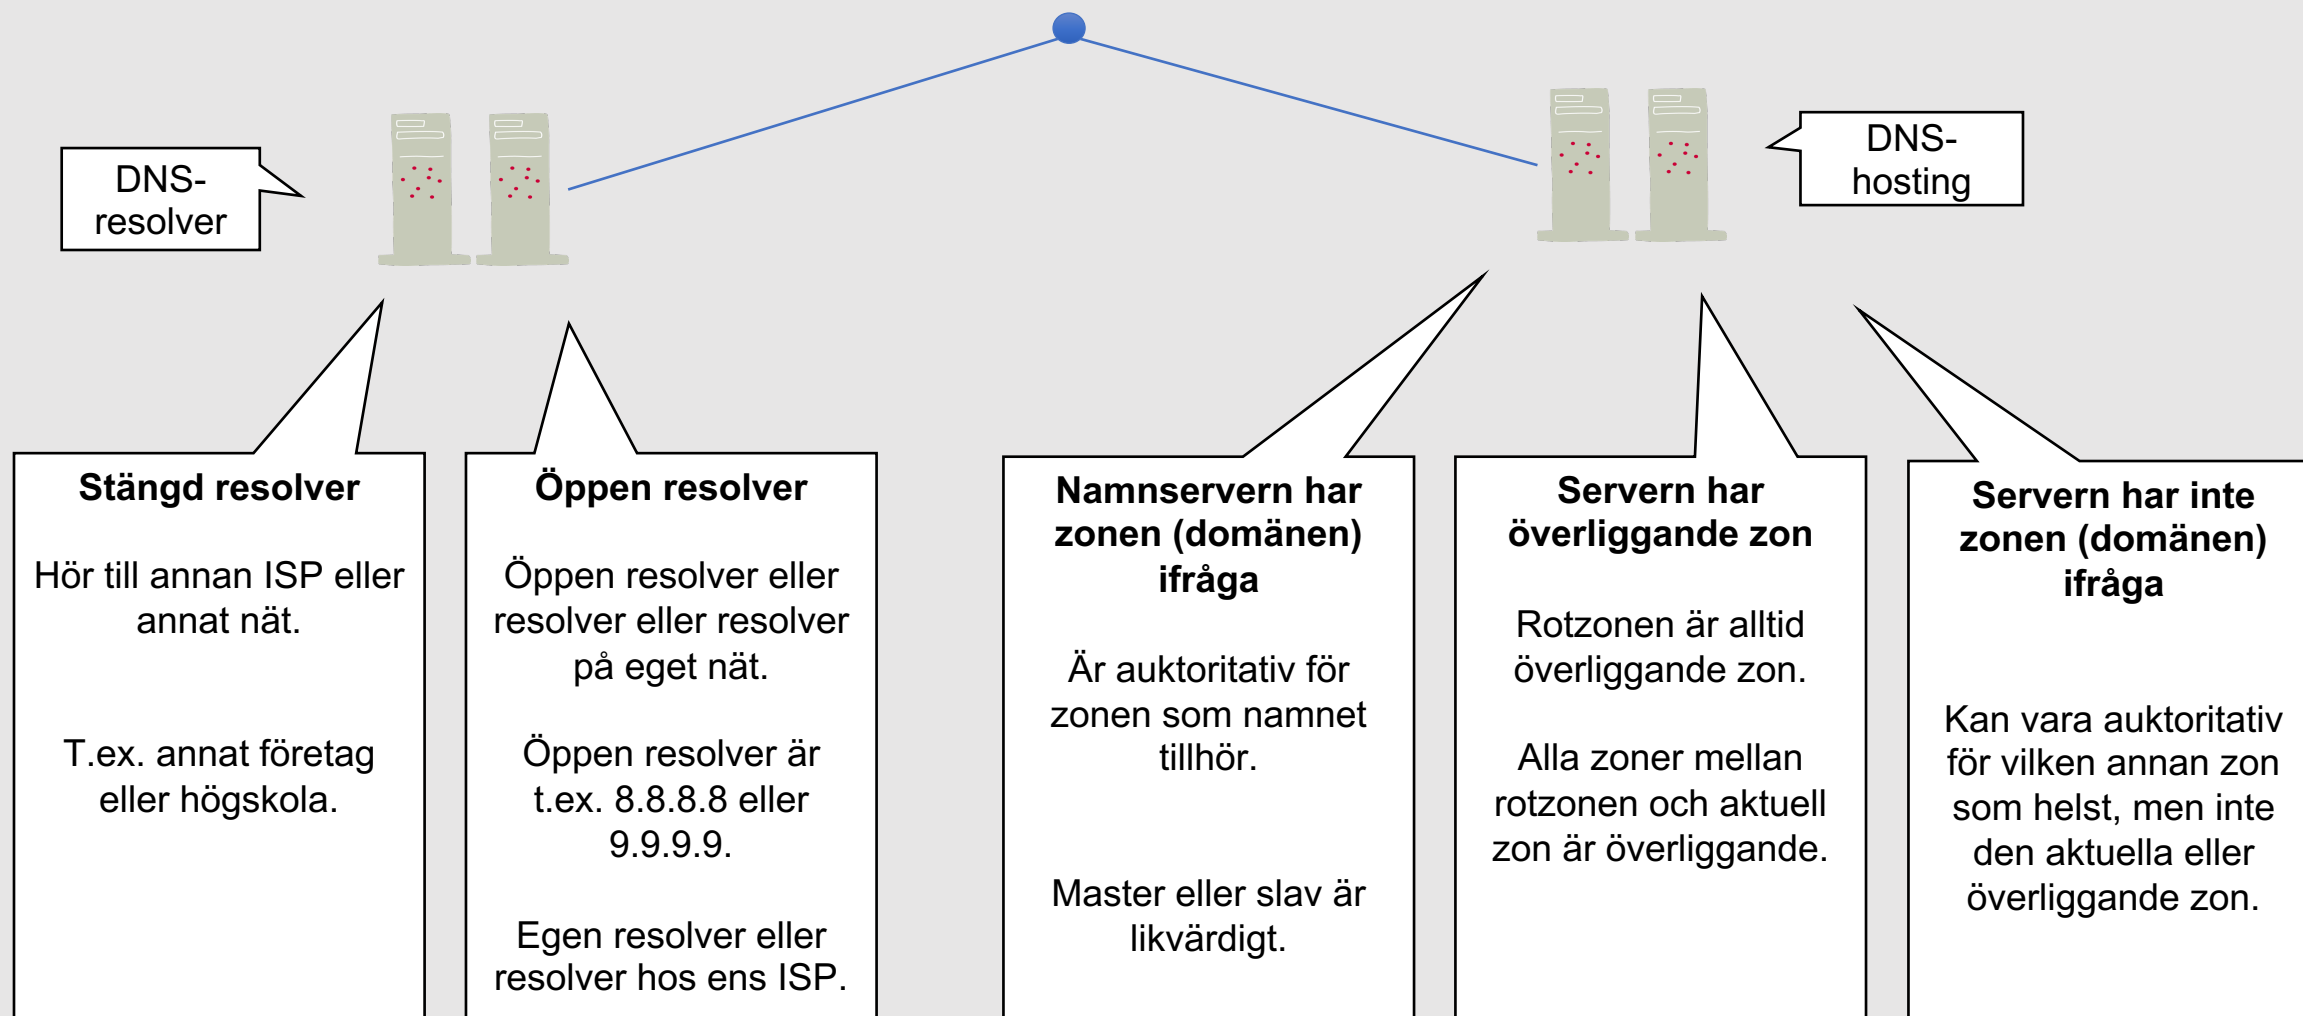 DNS-
resolver
DNS-
hosting
Stängd resolver
Hör till annan ISP eller
annat nät.
T.ex. annat företag
eller högskola.
Öppen resolver
Öppen resolver eller
resolver eller resolver
på eget nät.
Öppen resolver är
t.ex. 8.8.8.8 eller
9.9.9.9.
Egen resolver eller
resolver hos ens ISP.
Namnservern har
zonen (domänen)
ifråga
Är auktoritativ för
zonen som namnet
tillhör.
Master eller slav är
likvärdigt.
Servern har
överliggande zon
Rotzonen är alltid
överliggande zon.
Alla zoner mellan
rotzonen och aktuell
zon är överliggande.
Servern har inte
zonen (domänen)
ifråga
Kan vara auktoritativ
för vilken annan zon
som helst, men inte
den aktuella eller
överliggande zon.